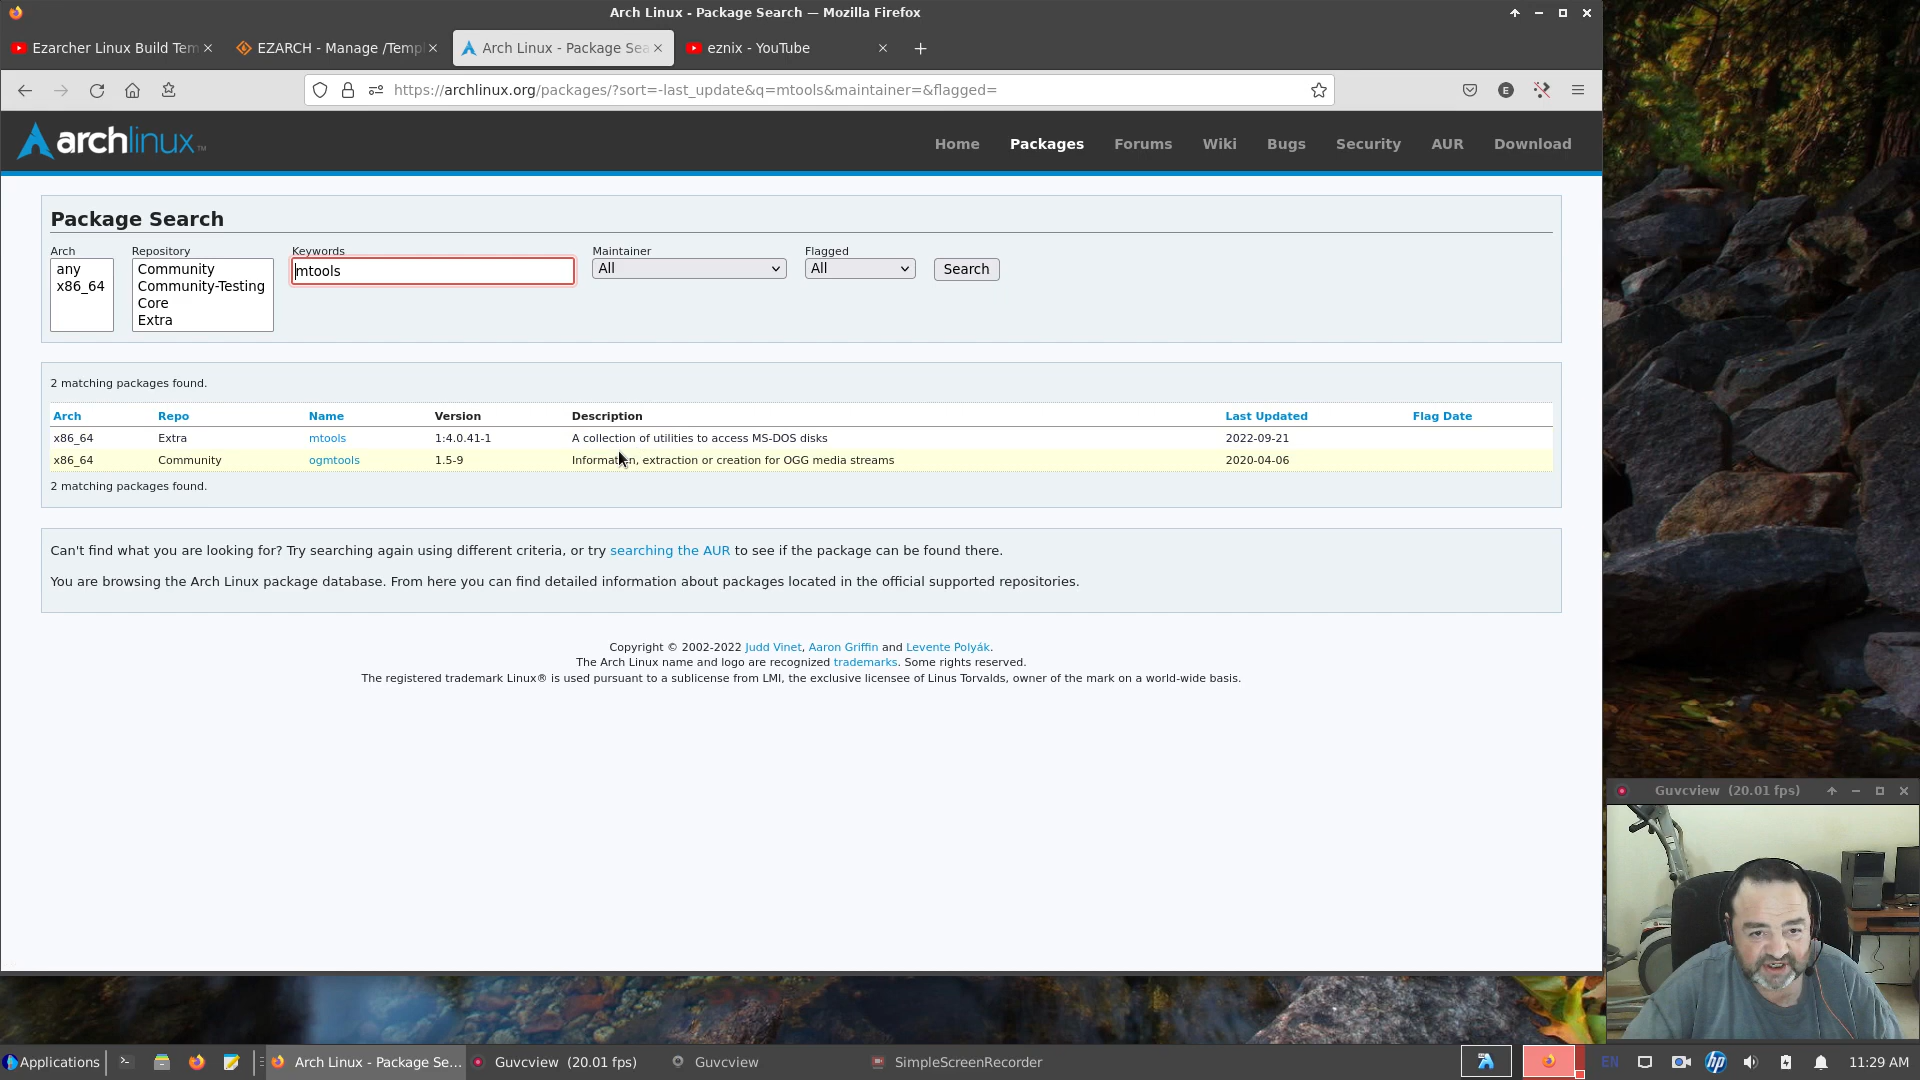 Arch Linux - Package Search — Mozilla Firefox
Ezarcher Linux Build Tem
EZARCH - Manage /Templ
Arch Linux - Package Sea
eznix - YouTube
https://archlinux.org/packages/?sort=-last_update&q=mtools&maintainer=&flagged=
E
archlinux™
Home Packages Forums Wiki Bugs Security AUR Download
Package Search
Arch Repository Keywords Maintainer Flagged
any
x86_64
Community
Community-Testing
Core
Extra
mtools
All
All
Search
2 matching packages found.
Arch Repo Name Version Description Last Updated Flag Date
x86_64 Extra mtools 1:4.0.41-1 A collection of utilities to access MS-DOS disks 2022-09-21
x86_64 Community ogmtools 1.5-9 Information, extraction or creation for OGG media streams 2020-04-06
2 matching packages found.
Can't find what you are looking for? Try searching again using different criteria, or try searching the AUR to see if the package can be found there.
You are browsing the Arch Linux package database. From here you can find detailed information about packages located in the official supported repositories.
Copyright © 2002-2022 Judd Vinet, Aaron Griffin and Levente Polyák.
The Arch Linux name and logo are recognized trademarks. Some rights reserved.
The registered trademark Linux® is used pursuant to a sublicense from LMI, the exclusive licensee of Linus Torvalds, owner of the mark on a world-wide basis.
Guvcview (20.01 fps)
Applications
Arch Linux - Package Se...
Guvcview (20.01 fps)
Guvcview
SimpleScreenRecorder
EN
hp
11:29 AM